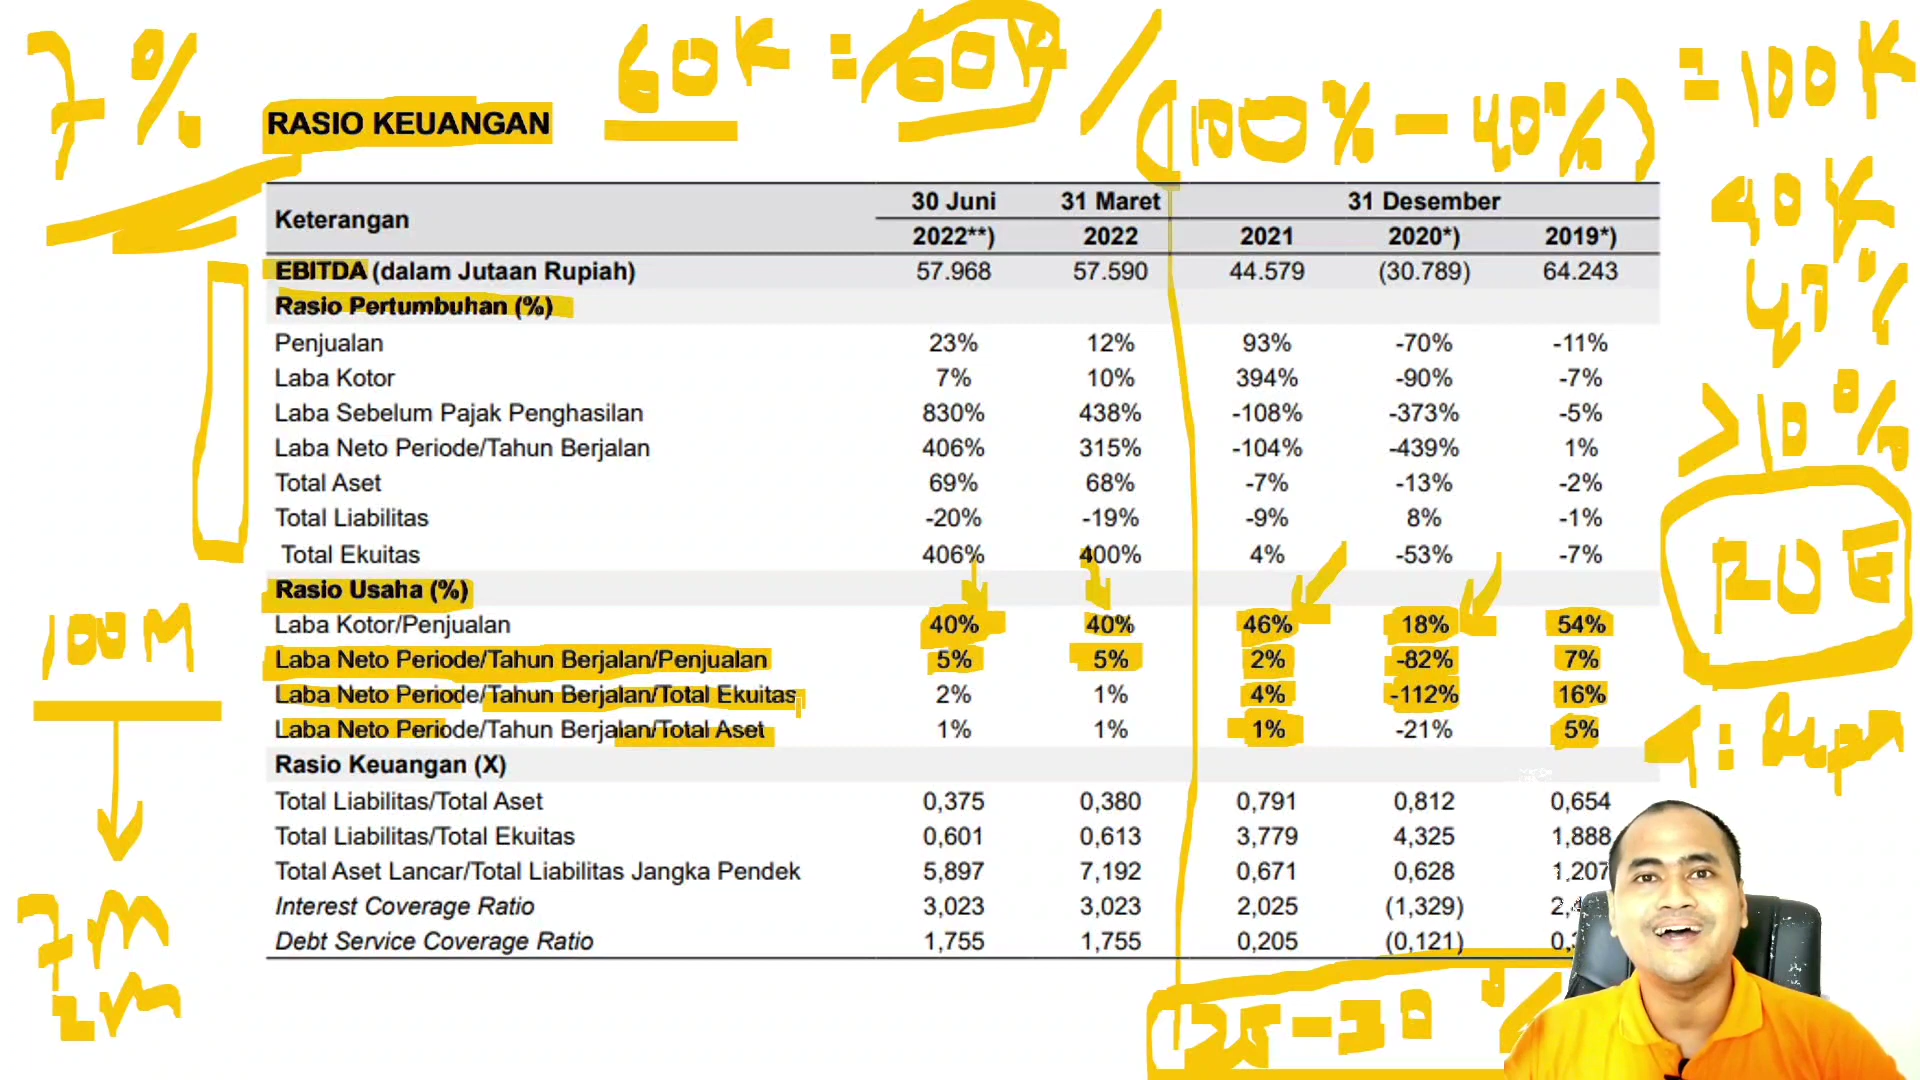 7%
60K = 60K / (100% - 40%) = 100K
RASIO KEUANGAN
40K
Keterangan 30 Juni 31 Maret 31 Desember
2022**) 2022 2021 2020*) 2019*)
EBITDA (dalam Jutaan Rupiah) 57.968 57.590 44.579 (30.789) 64.243
Rasio Pertumbuhan (%)
Penjualan 23% 12% 93% -70% -11%
Laba Kotor 7% 10% 394% -90% -7%
>10%
Laba Sebelum Pajak Penghasilan 830% 438% -108% -373% -5%
Laba Neto Periode/Tahun Berjalan 406% 315% -104% -439% 1%
Total Aset 69% 68% -7% -13% -2%
Total Liabilitas -20% -19% -9% 8% -1%
Total Ekuitas 406% 400% 4% -53% -7%
Rasio Usaha (%)
Laba Kotor/Penjualan 40% 40% 46% 18% 54%
100M
Laba Neto Periode/Tahun Berjalan/Penjualan 5% 5% 2% -82% 7%
Laba Neto Periode/Tahun Berjalan/Total Ekuitas 2% 1% 4% -112% 16%
Laba Neto Periode/Tahun Berjalan/Total Aset 1% 1% 1% -21% 5%
Rasio Keuangan (X)
Total Liabilitas/Total Aset 0,375 0,380 0,791 0,812 0,654
Total Liabilitas/Total Ekuitas 0,601 0,613 3,779 4,325 1,888
Total Aset Lancar/Total Liabilitas Jangka Pendek 5,897 7,192 0,671 0,628 1,207
Interest Coverage Ratio 3,023 3,023 2,025 (1,329)
Debt Service Coverage Ratio 1,755 1,755 0,205 (0,121)
7m
2m